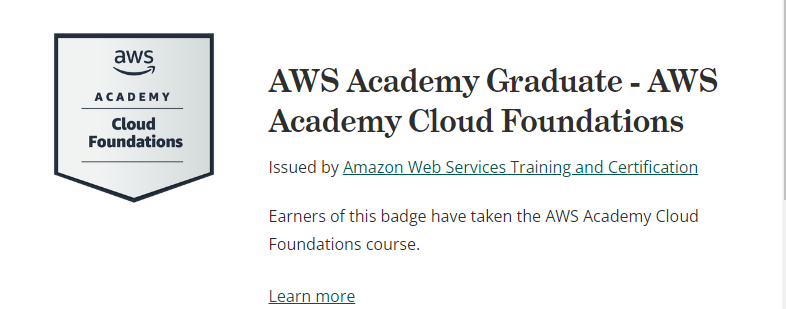 aws
ACADEMY
Cloud
Foundations
AWS Academy Graduate - AWS
Academy Cloud Foundations
Issued by Amazon Web Services Training and Certification
Earners of this badge have taken the AWS Academy Cloud
Foundations course.
Learn more